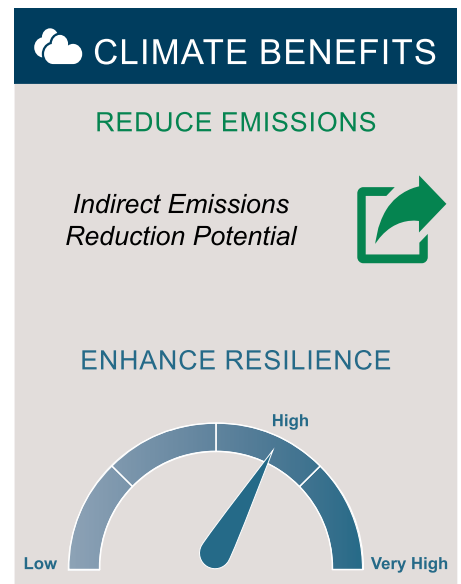 CLIMATE BENEFITS
REDUCE EMISSIONS
Indirect Emissions
Reduction Potential
ENHANCE RESILIENCE
High
Low
Very High